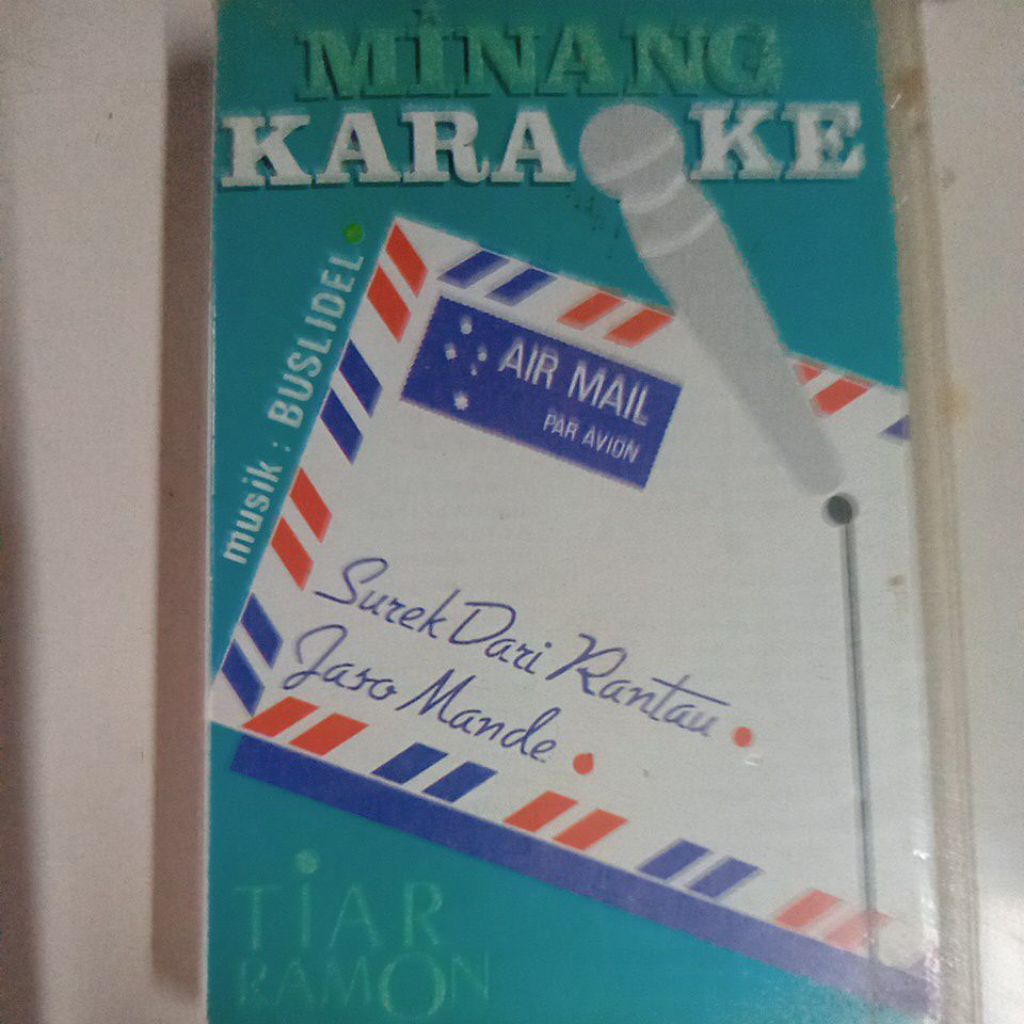 MiNANG
KARAOKE
musik : BUSLIDEL
AIR MAIL
PAR AVION
Surek Dari Rantau
Jaso Mande
TiAR
RAMON